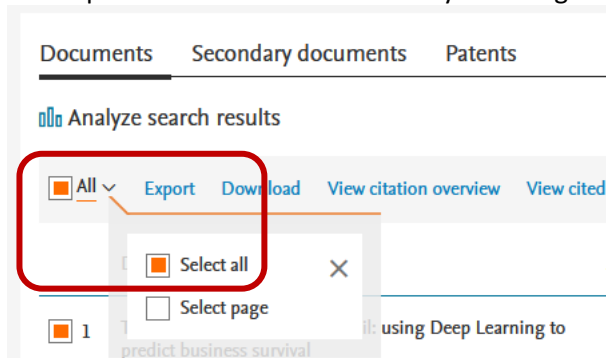 Documents Secondary documents Patents
Analyze search results
All Export Download View citation overview View cited
Select all
Select page
1 il: using Deep Learning to
predict business survival